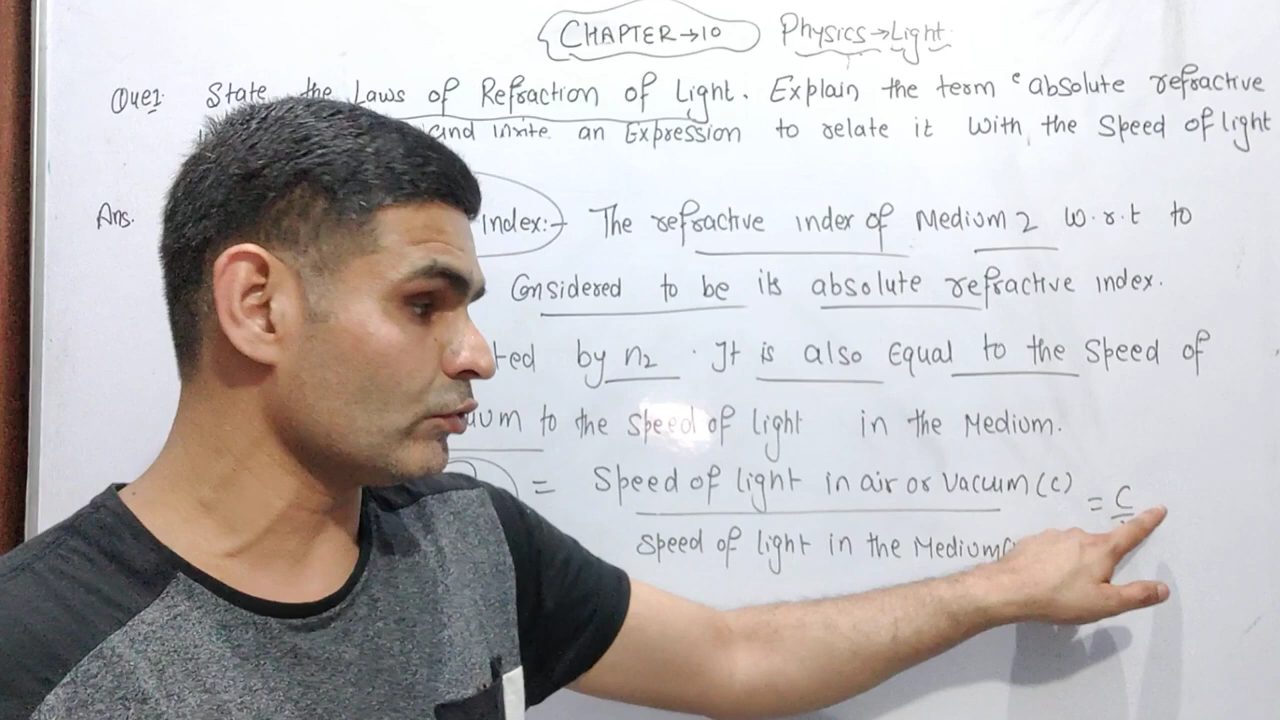 CHAPTER→10 Physics→Light
Que1. State the Laws of Refraction of Light. Explain the term "absolute refractive
and write an Expression to relate it with the Speed of light
Ans. index:- The refractive index of Medium 2 w.r.t to
Considered to be its absolute refractive index.
by n2. It is also Equal to the Speed of
to the Speed of light in the Medium.
= Speed of light in air or Vaccum (c) = C
Speed of light in the Medium